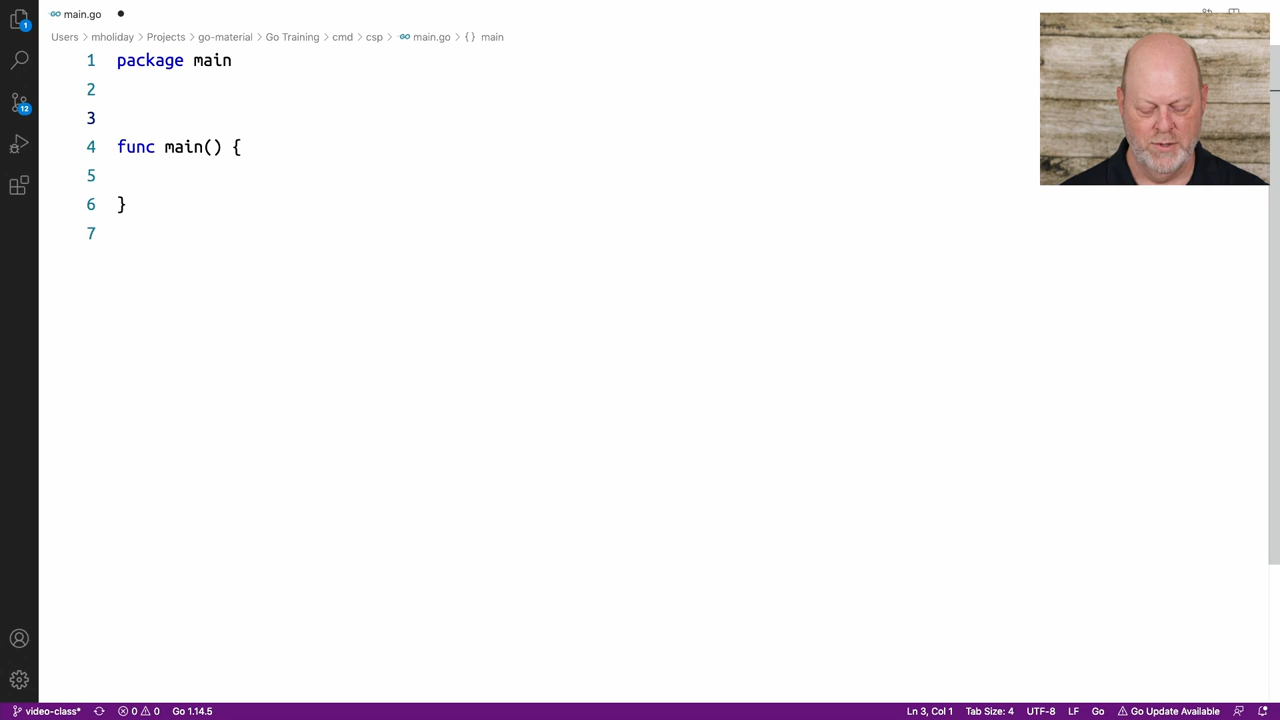 main.go
Users > mholiday > Projects > go-material > Go Training > cmd > csp > main.go > {} main
1 package main
2
3
4 func main() {
5
6 }
7
1
12
video-class* 0 0 Go 1.14.5 Ln 3, Col 1 Tab Size: 4 UTF-8 LF Go Go Update Available